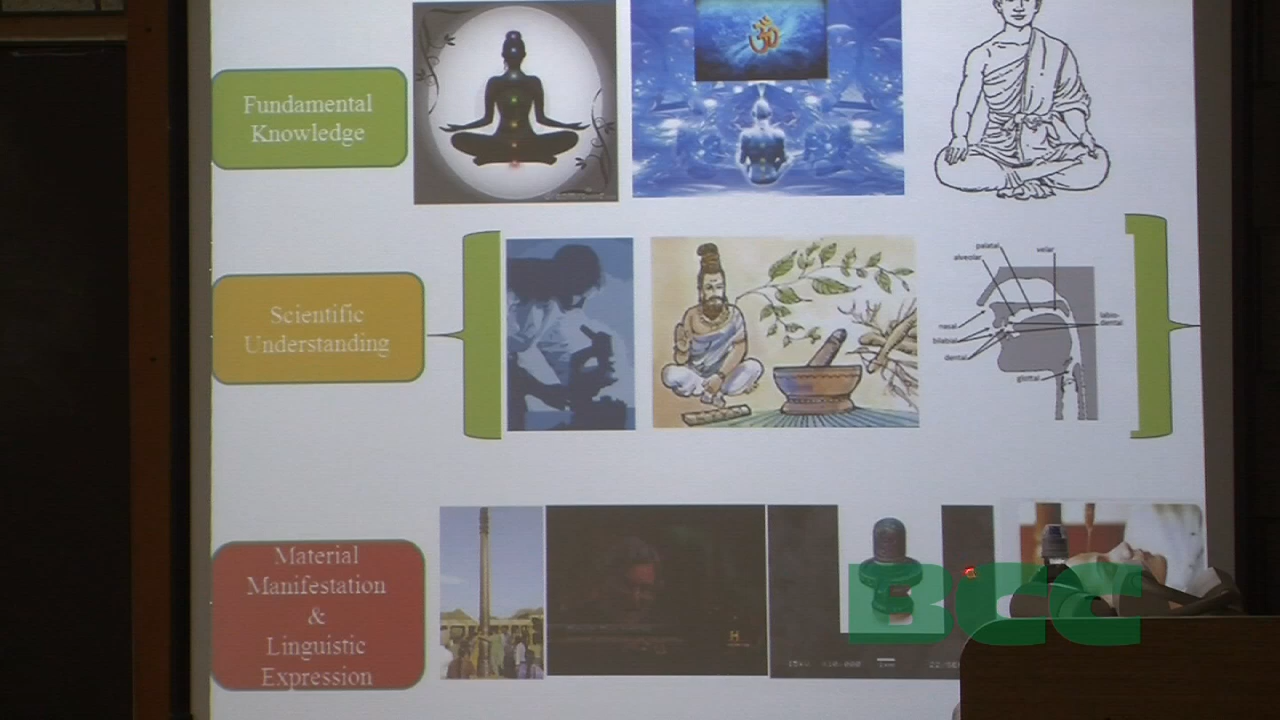 Fundamental
Knowledge
ॐ
Scientific
Understanding
palatal
velar
alveolar
labio-
dental
nasal
bilabial
dental
glottal
Material
Manifestation
&
Linguistic
Expression
H
BCC